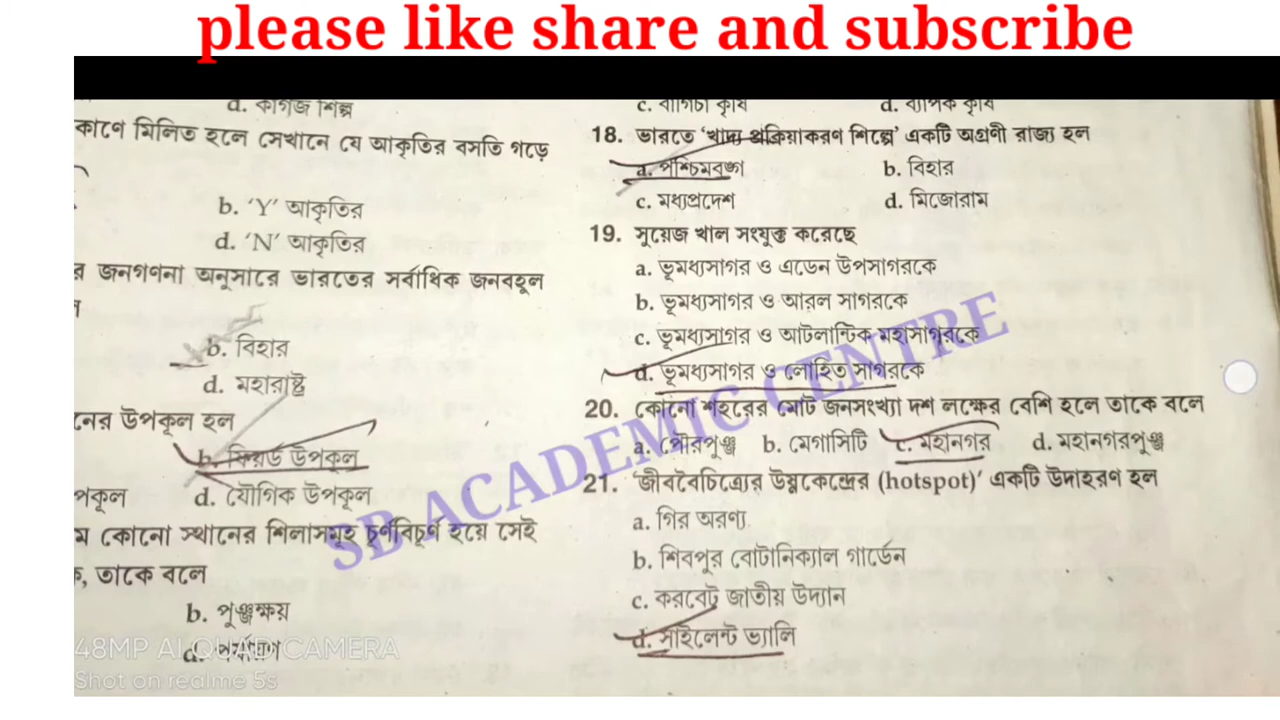 please like share and subscribe
d. কাগজ শিল্প
কোণে মিলিত হলে সেখানে যে আকৃতির বসতি গড়ে
b. ‘Y’ আকৃতির
d. ‘N’ আকৃতির
র জনগণনা অনুসারে ভারতের সর্বাধিক জনবহুল
b. বিহার
d. মহারাষ্ট্র
নের উপকূল হল
b. ফিয়র্ড উপকূল
পকূল
d. যৌগিক উপকূল
ম কোনো স্থানের শিলাসমূহ চূর্ণবিচূর্ণ হয়ে সেই
তাকে বলে
b. পুঞ্জক্ষয়
d. পর্যায়ণ
48MP AI QUAD CAMERA
Shot on realme 5s
c. বাগিচা কৃষি
d. ব্যাপক কৃষি
18. ভারতে ‘খাদ্য প্রক্রিয়াকরণ শিল্পে’ একটি অগ্রণী রাজ্য হল
a. পশ্চিমবঙ্গ
b. বিহার
c. মধ্যপ্রদেশ
d. মিজোরাম
19. সুয়েজ খাল সংযুক্ত করেছে
a. ভূমধ্যসাগর ও এডেন উপসাগরকে
b. ভূমধ্যসাগর ও আরল সাগরকে
c. ভূমধ্যসাগর ও আটলান্টিক মহাসাগরকে
d. ভূমধ্যসাগর ও লোহিত সাগরকে
20. কোনো শহরের মোট জনসংখ্যা দশ লক্ষের বেশি হলে তাকে বলে
a. পৌরপুঞ্জ b. মেগাসিটি c. মহানগর d. মহানগরপুঞ্জ
21. ‘জীববৈচিত্র্যের উষ্ণকেন্দ্রের (hotspot)’ একটি উদাহরণ হল
a. গির অরণ্য
b. শিবপুর বোটানিক্যাল গার্ডেন
c. করবেট জাতীয় উদ্যান
d. সাইলেন্ট ভ্যালি
SB ACADEMIC CENTRE